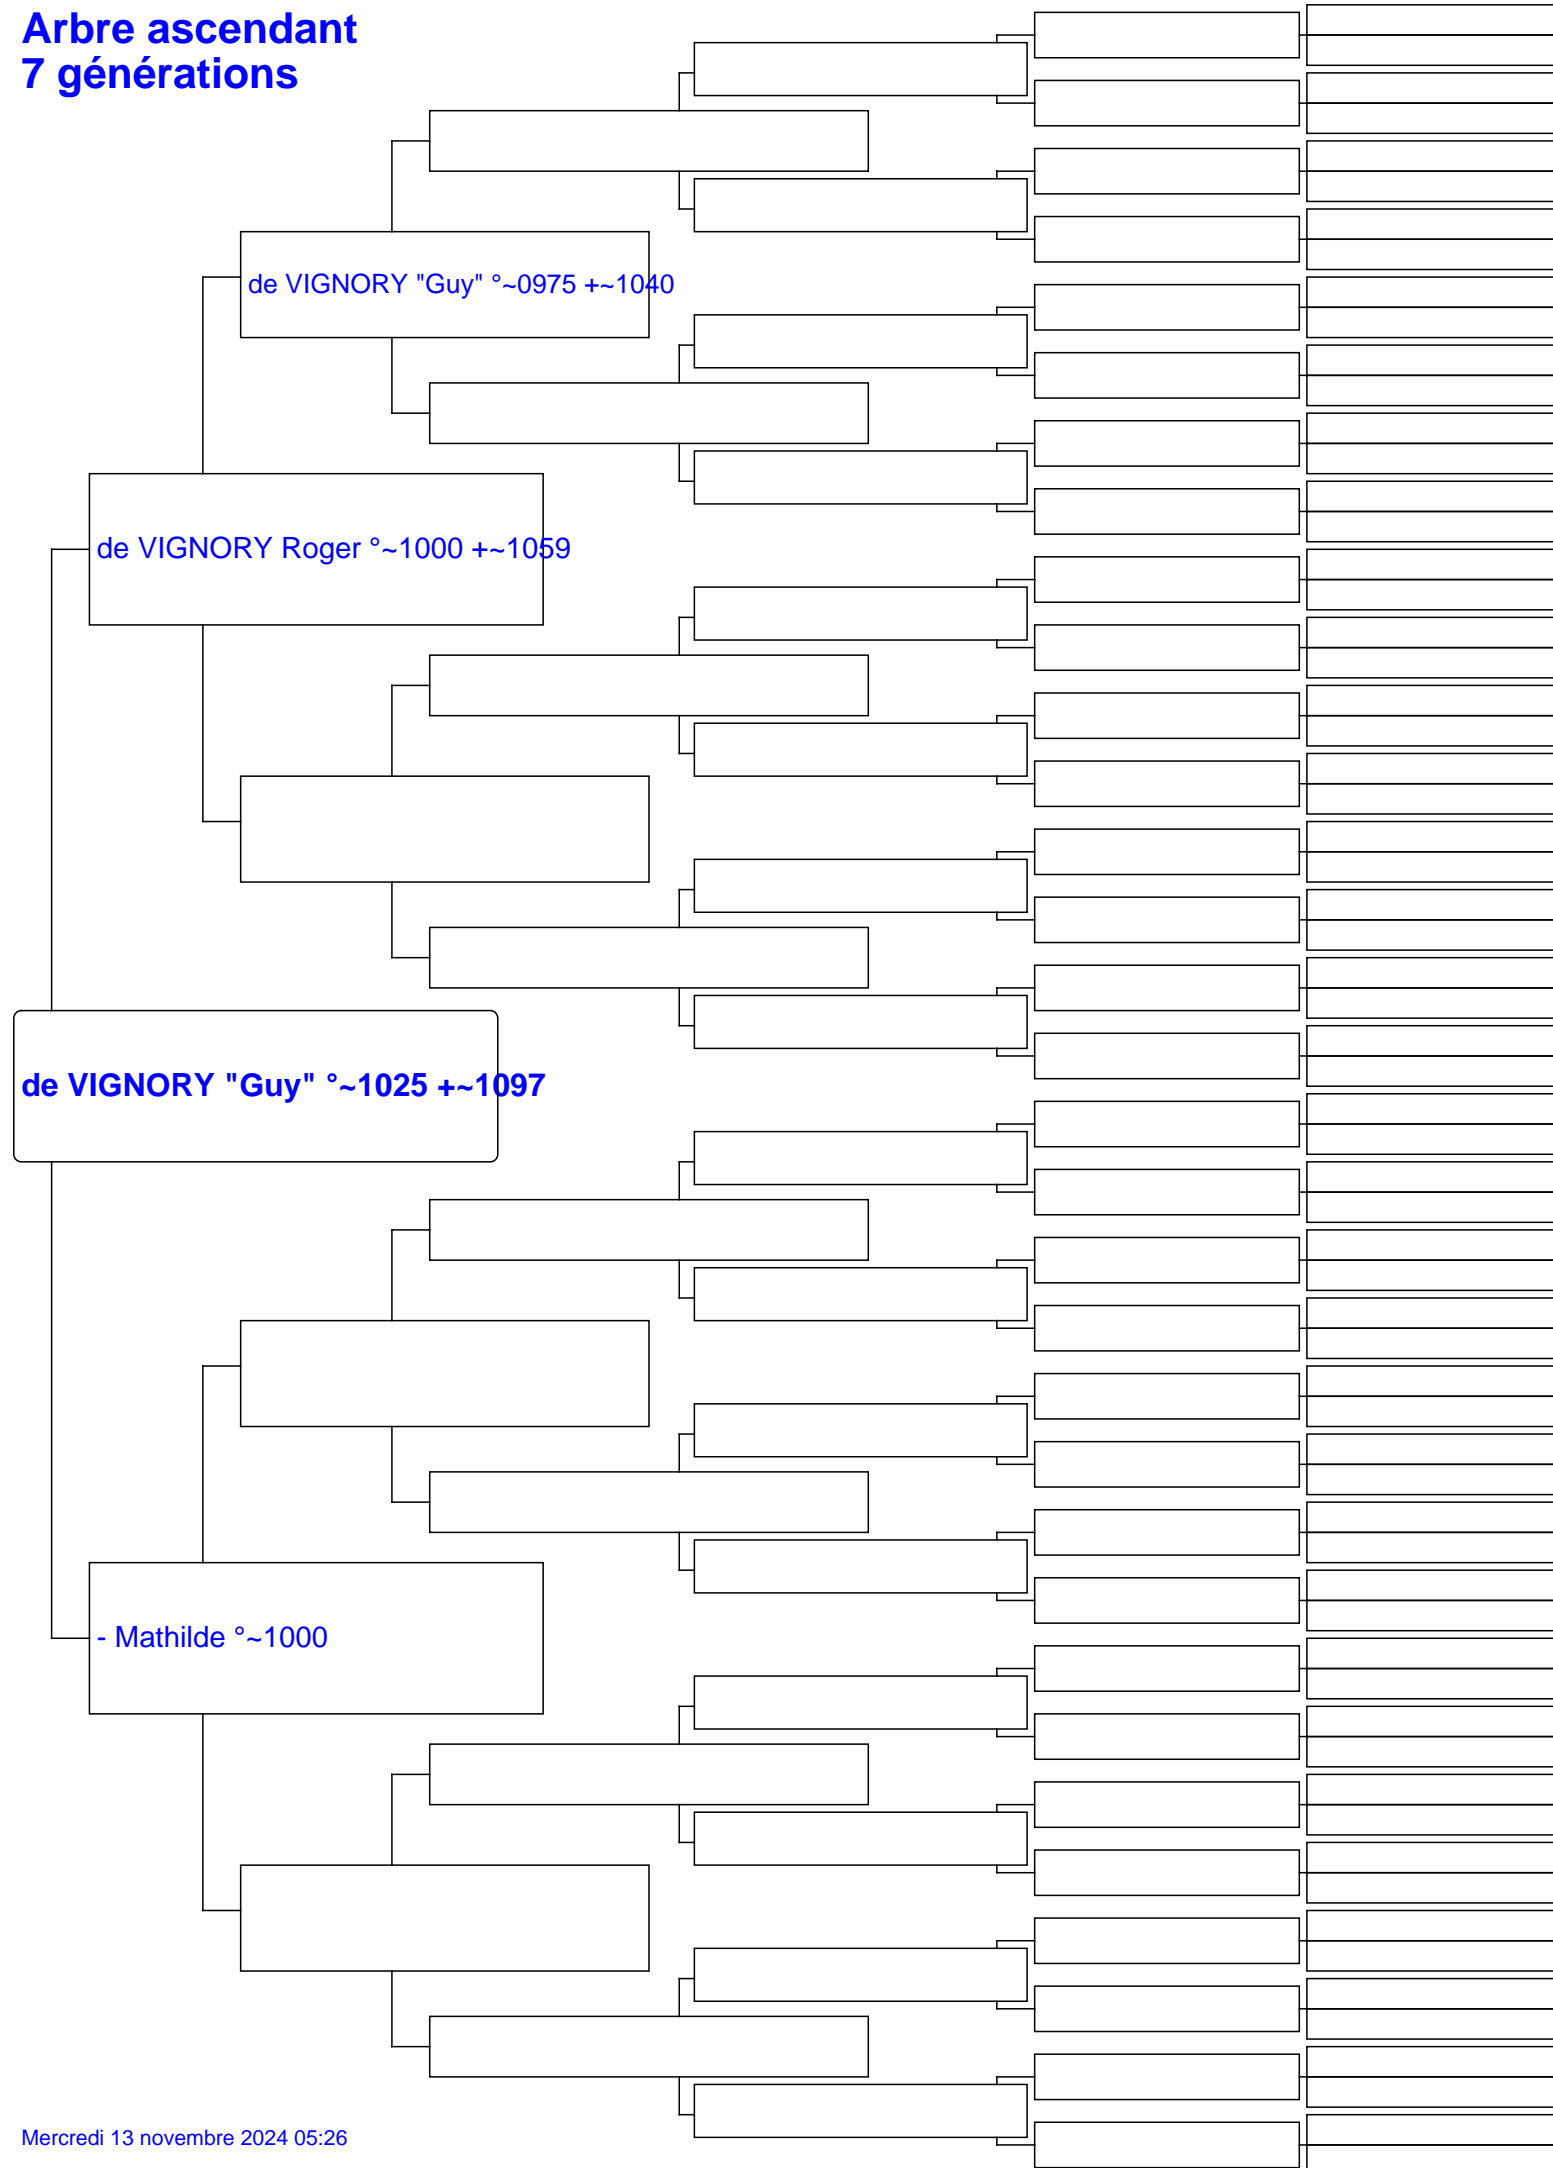 Arbre ascendant
7 générations
de VIGNORY "Guy" °~0975 +~1040
de VIGNORY Roger °~1000 +~1059
de VIGNORY "Guy" °~1025 +~1097
- Mathilde °~1000
Mercredi 13 novembre 2024 05:26